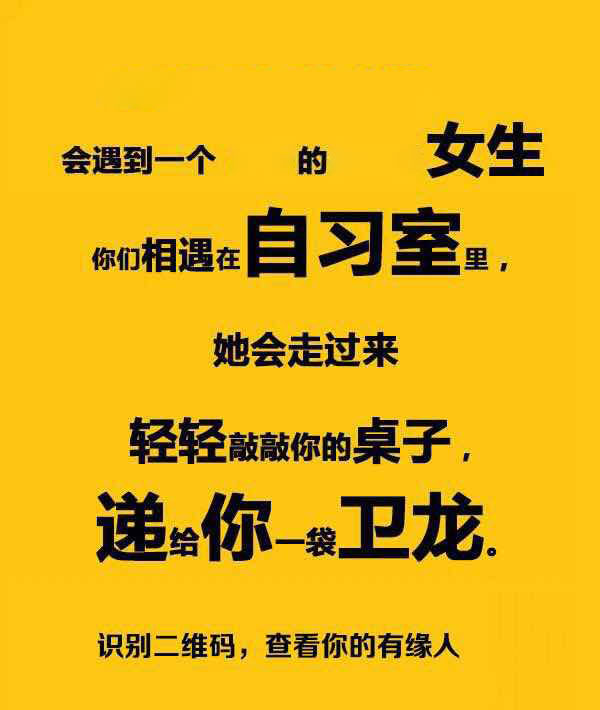 会遇到一个 的 女生
你们相遇在自习室里，
她会走过来
轻轻敲敲你的桌子，
递给你一袋卫龙。
识别二维码，查看你的有缘人